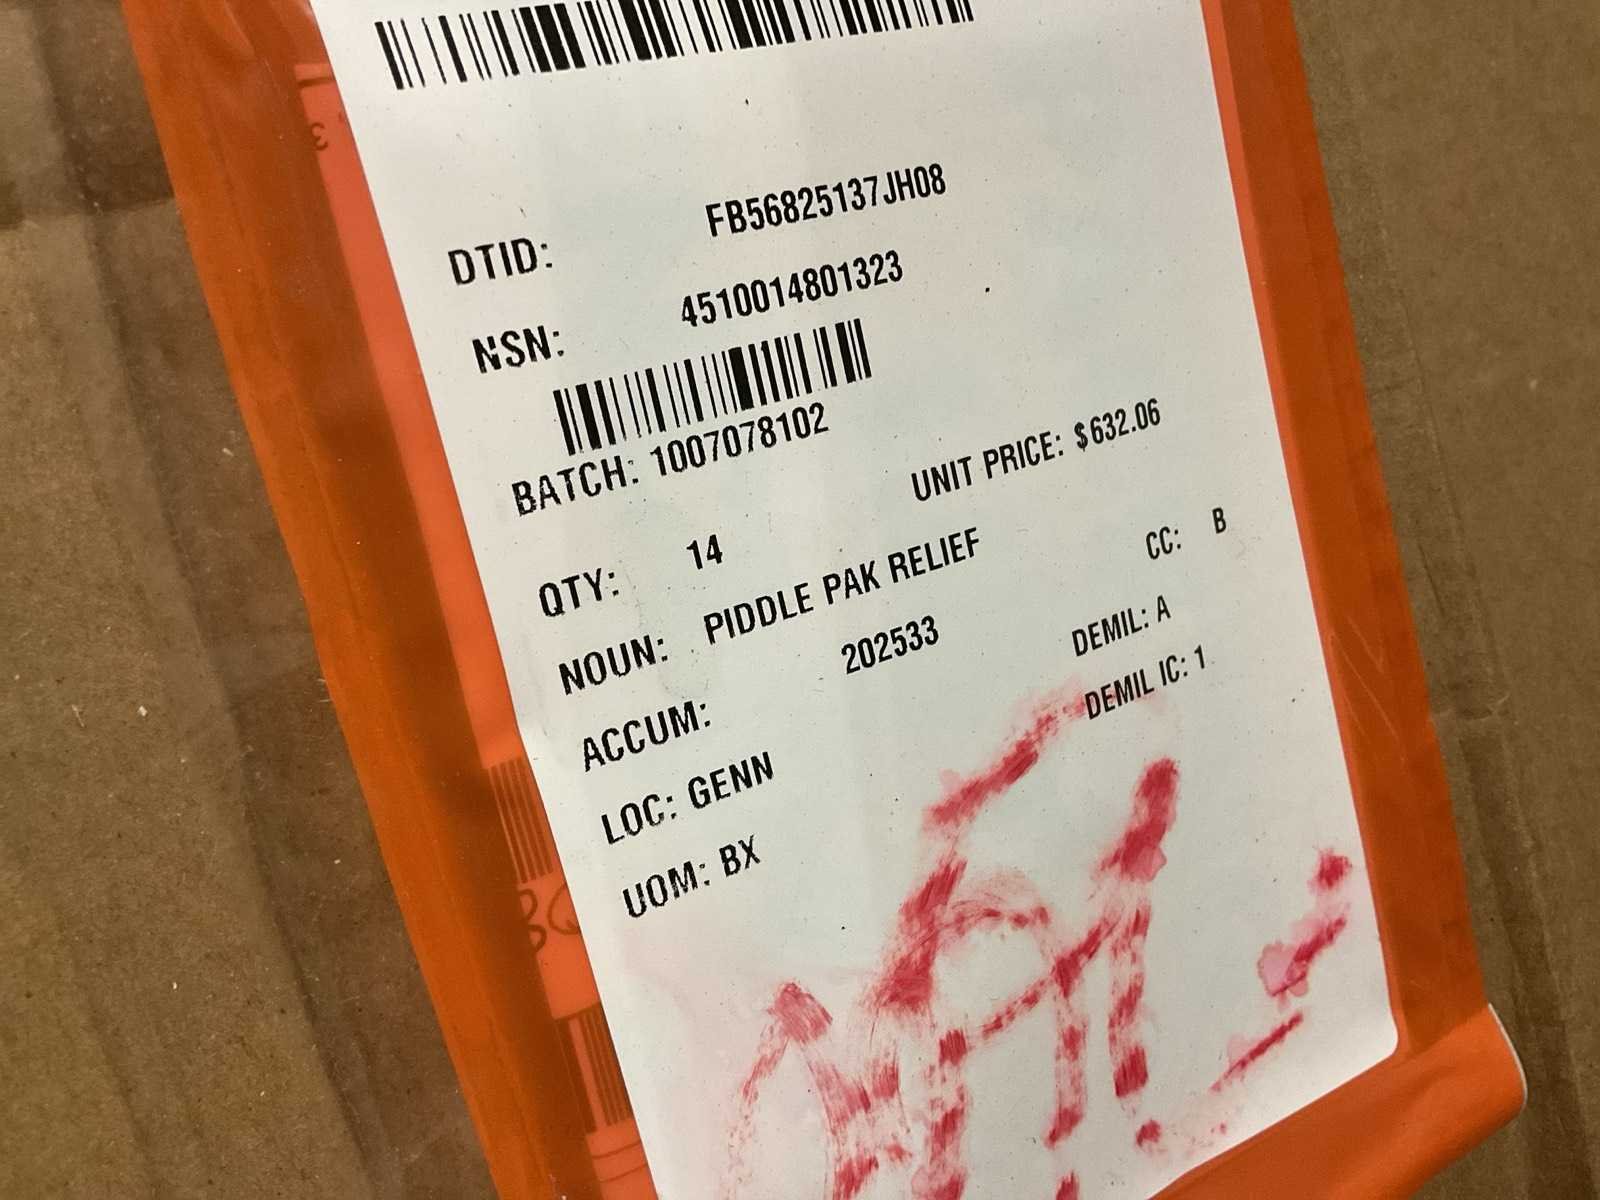 DTID: FB56825137JH08
NSN: 4510014801323
BATCH: 1007078102
UNIT PRICE: $632.06
QTY: 14
CC: B
NOUN: PIDDLE PAK RELIEF
DEMIL: A
ACCUM: 202533
DEMIL IC: 1
LOC: GENN
UOM: BX